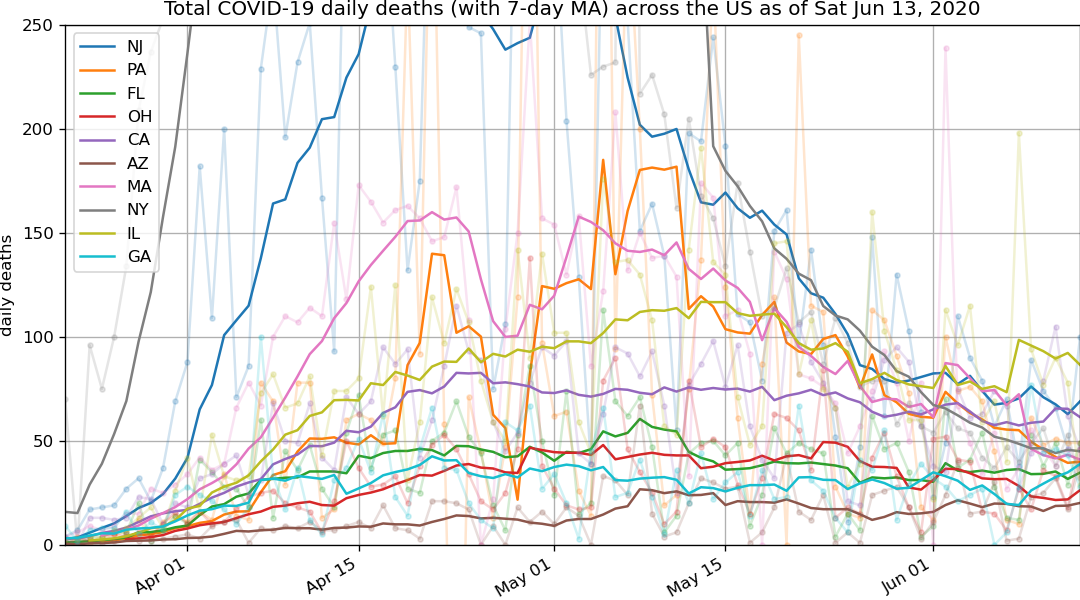 Total COVID-19 daily deaths (with 7-day MA) across the US as of Sat Jun 13, 2020
daily deaths
250
200
150
100
50
0
NJ
PA
FL
OH
CA
AZ
MA
NY
IL
GA
Apr 01
Apr 15
May 01
May 15
Jun 01